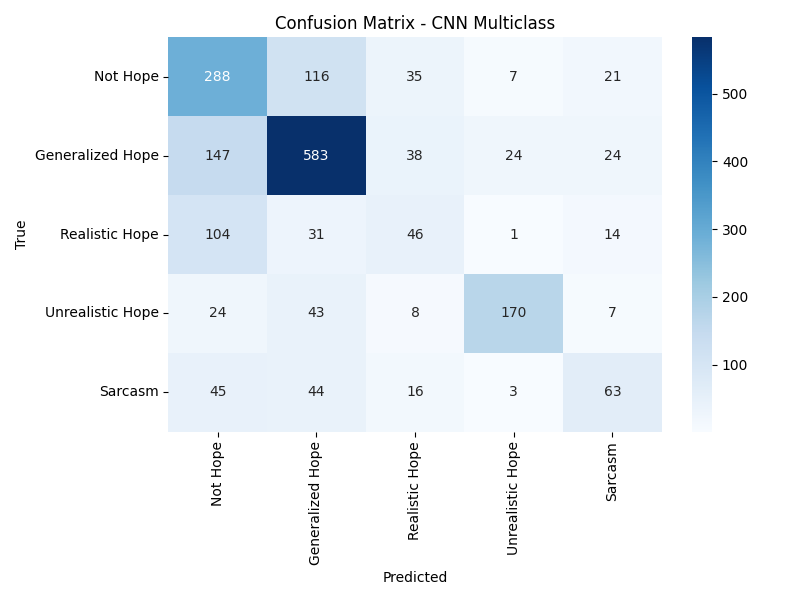 Confusion Matrix - CNN Multiclass
True
Not Hope 288 116 35 7 21
Generalized Hope 147 583 38 24 24
Realistic Hope 104 31 46 1 14
Unrealistic Hope 24 43 8 170 7
Sarcasm 45 44 16 3 63
Not Hope
Generalized Hope
Realistic Hope
Unrealistic Hope
Sarcasm
Predicted
500
400
300
200
100